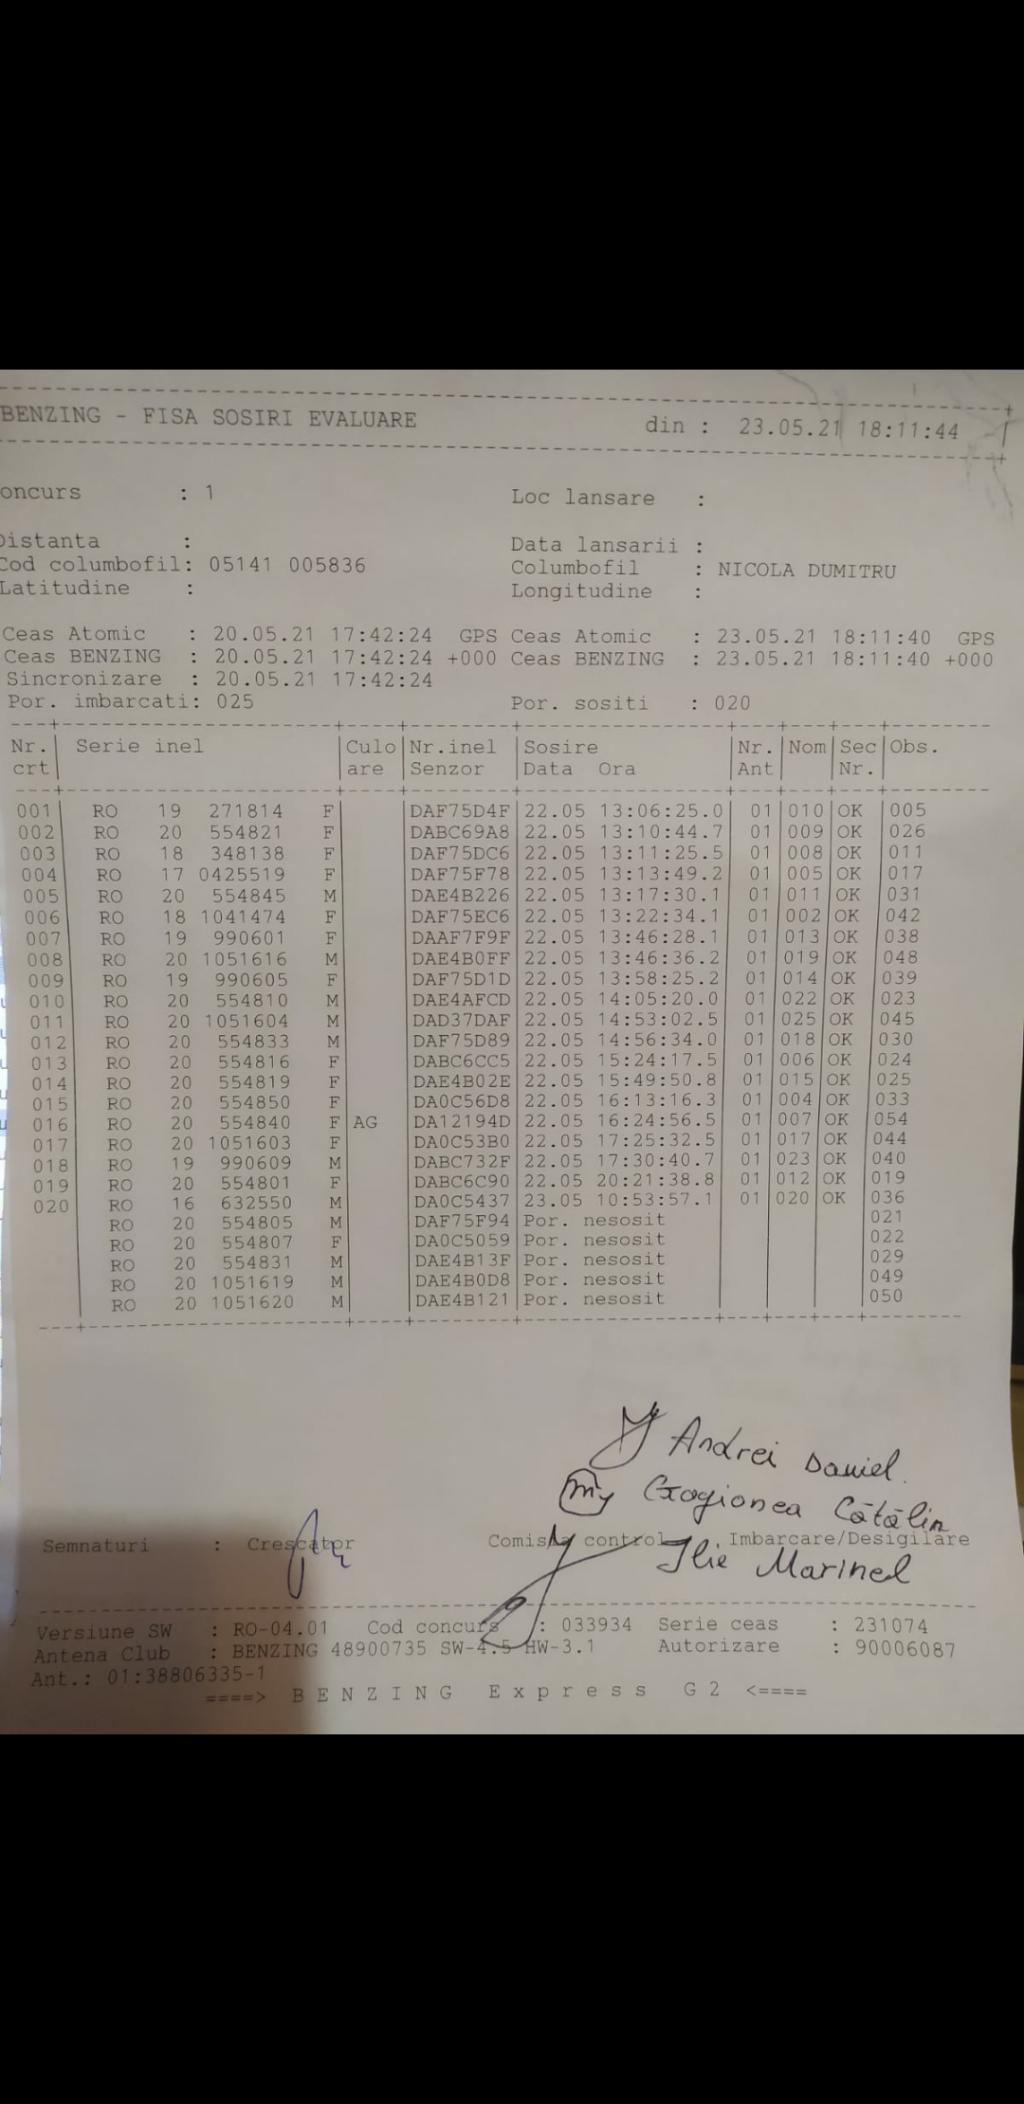 BENZING - FISA SOSIRI EVALUARE din : 23.05.21 18:11:44
oncurs : 1 Loc lansare :
Distanta : Data lansarii :
Cod columbofil: 05141 005836 Columbofil : NICOLA DUMITRU
Latitudine : Longitudine :
Ceas Atomic : 20.05.21 17:42:24 GPS Ceas Atomic : 23.05.21 18:11:40 GPS
Ceas BENZING : 20.05.21 17:42:24 +000 Ceas BENZING : 23.05.21 18:11:40 +000
Sincronizare : 20.05.21 17:42:24
Por. imbarcati: 025 Por. sositi : 020
Nr. Serie inel Culo Nr.inel Sosire Nr. Nom Sec Obs.
crt are Senzor Data Ora Ant Nr.
001 RO 19 271814 F DAF75D4F 22.05 13:06:25.0 01 010 OK 005
002 RO 20 554821 F DABC69A8 22.05 13:10:44.7 01 009 OK 026
003 RO 18 348138 F DAF75DC6 22.05 13:11:25.5 01 008 OK 011
004 RO 17 0425519 F DAF75F78 22.05 13:13:49.2 01 005 OK 017
005 RO 20 554845 M DAE4B226 22.05 13:17:30.1 01 011 OK 031
006 RO 18 1041474 F DAF75EC6 22.05 13:22:34.1 01 002 OK 042
007 RO 19 990601 F DAAF7F9F 22.05 13:46:28.1 01 013 OK 038
008 RO 20 1051616 M DAE4B0FF 22.05 13:46:36.2 01 019 OK 048
009 RO 19 990605 F DAF75D1D 22.05 13:58:25.2 01 014 OK 039
010 RO 20 554810 M DAE4AFCD 22.05 14:05:20.0 01 022 OK 023
011 RO 20 1051604 M DAD37DAF 22.05 14:53:02.5 01 025 OK 045
012 RO 20 554833 M DAF75D89 22.05 14:56:34.0 01 018 OK 030
013 RO 20 554816 F DABC6CC5 22.05 15:24:17.5 01 006 OK 024
014 RO 20 554819 F DAE4B02E 22.05 15:49:50.8 01 015 OK 025
015 RO 20 554850 F DA0C56D8 22.05 16:13:16.3 01 004 OK 033
016 RO 20 554840 F AG DA12194D 22.05 16:24:56.5 01 007 OK 054
017 RO 20 1051603 F DA0C53B0 22.05 17:25:32.5 01 017 OK 044
018 RO 19 990609 M DABC732F 22.05 17:30:40.7 01 023 OK 040
019 RO 20 554801 F DABC6C90 22.05 20:21:38.8 01 012 OK 019
020 RO 16 632550 M DA0C5437 23.05 10:53:57.1 01 020 OK 036
RO 20 554805 M DAF75F94 Por. nesosit 021
RO 20 554807 F DA0C5059 Por. nesosit 022
RO 20 554831 M DAE4B13F Por. nesosit 029
RO 20 1051619 M DAE4B0D8 Por. nesosit 049
RO 20 1051620 M DAE4B121 Por. nesosit 050
Andrei Daniel
Gogionea Cătălin
Semnaturi : Crescator Comisia control Imbarcare/Desigilare
Ilie Marinel
Versiune SW : RO-04.01 Cod concurs : 033934 Serie ceas : 231074
Antena Club : BENZING 48900735 SW-4.5 HW-3.1 Autorizare : 90006087
Ant.: 01:38806335-1
====> BENZING Express G2 <====